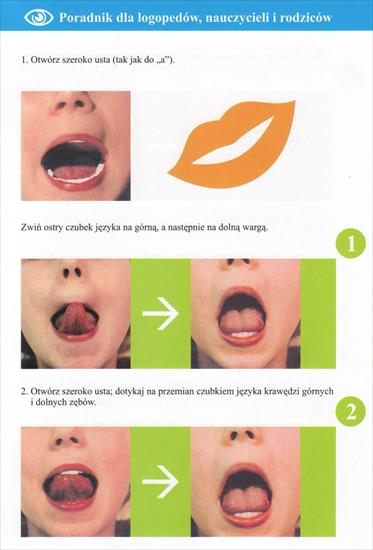 Poradnik dla logopedów, nauczycieli i rodziców
1. Otwórz szeroko usta (tak jak do „a”).
Zwiń ostry czubek języka na górną, a następnie na dolną wargą.
1
2. Otwórz szeroko usta; dotykaj na przemian czubkiem języka krawędzi górnych
i dolnych zębów.
2